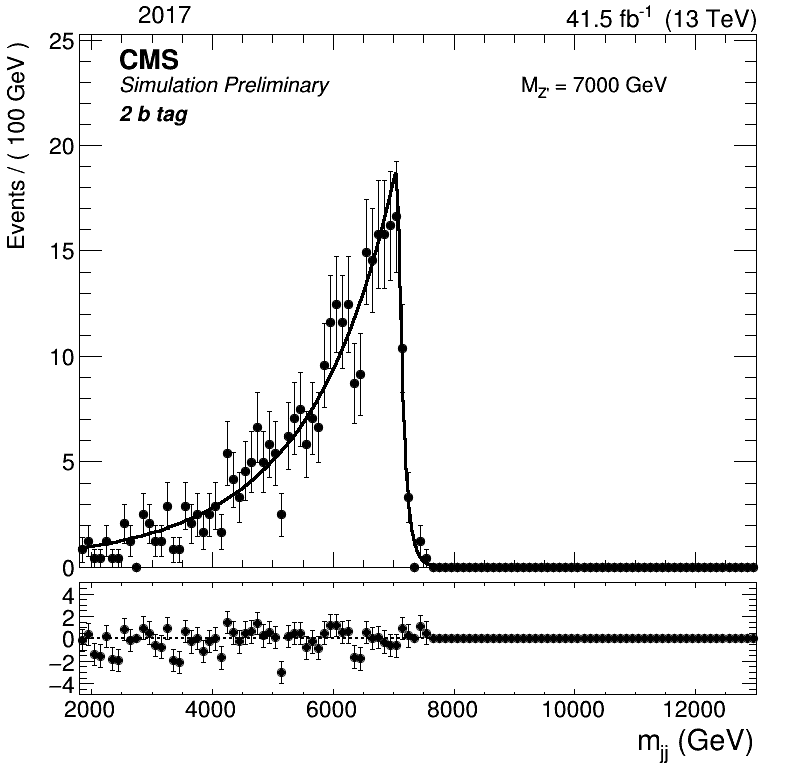 2017 41.5 fb-1 (13 TeV)
CMS
Simulation Preliminary
2 b tag
MZ' = 7000 GeV
Events / ( 100 GeV )
25
20
15
10
5
0
4
2
0
−2
−4
2000 4000 6000 8000 10000 12000
mjj (GeV)